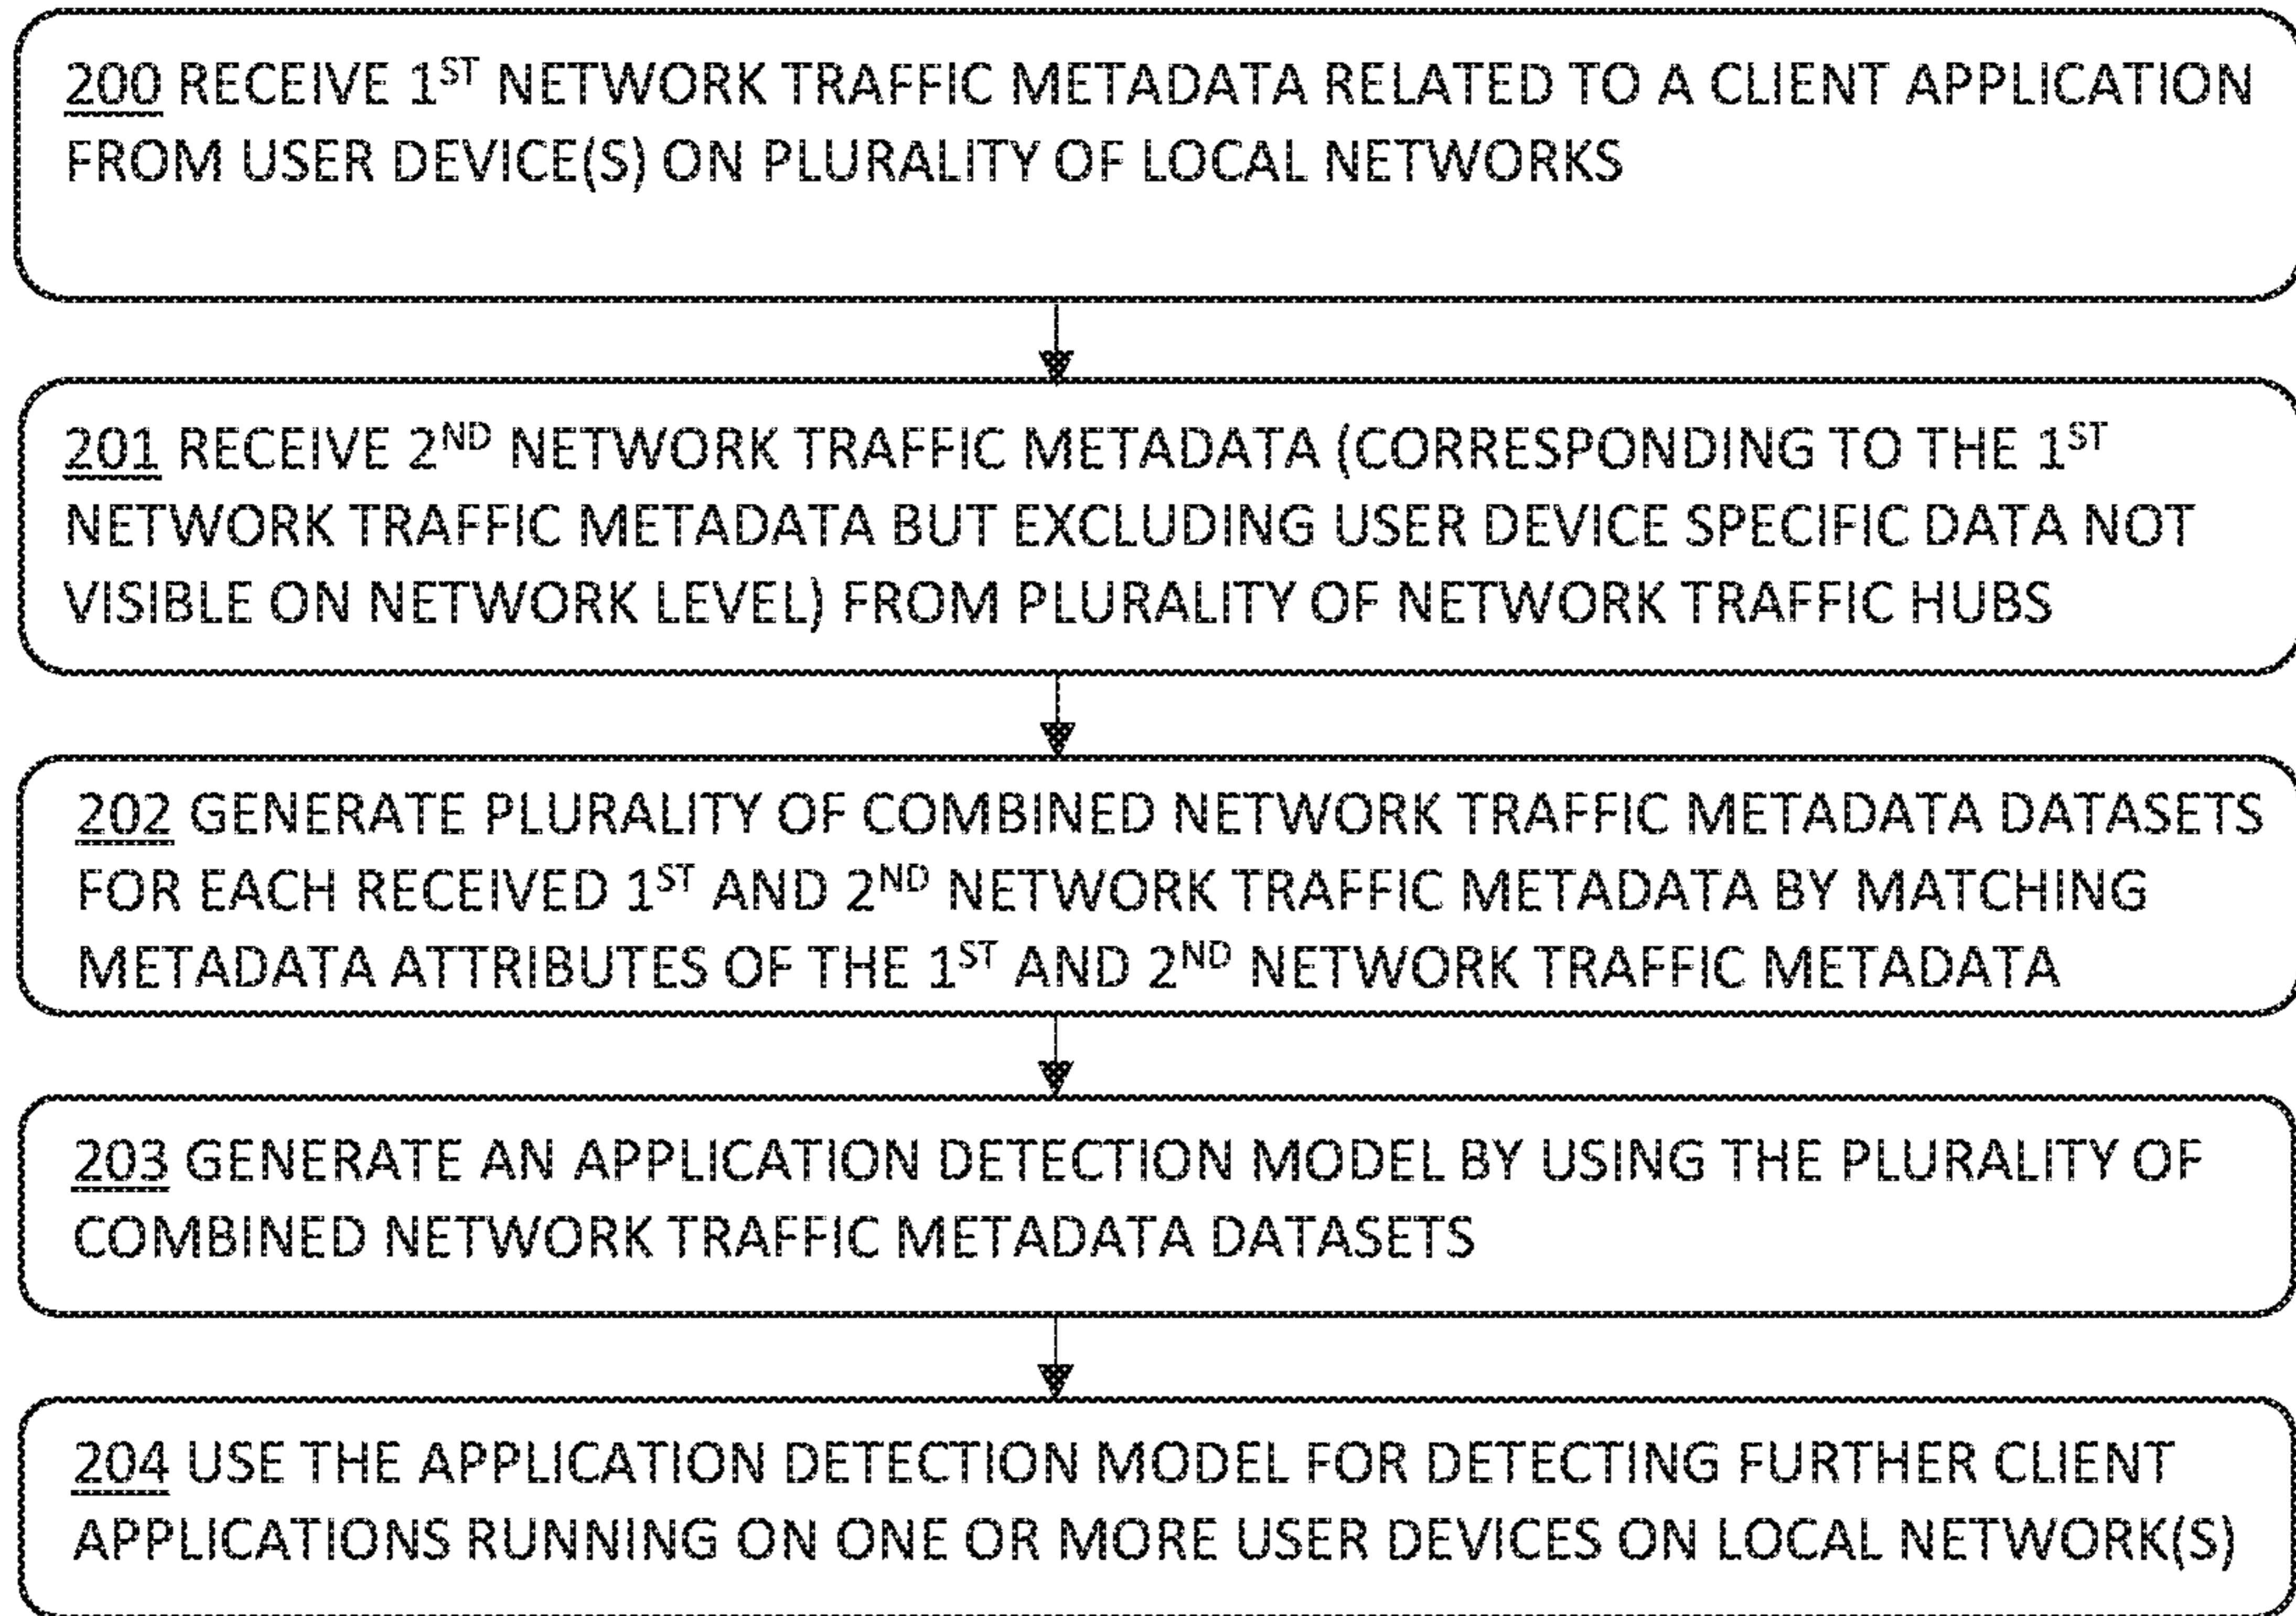 200 RECEIVE 1ST NETWORK TRAFFIC METADATA RELATED TO A CLIENT APPLICATION
FROM USER DEVICE(S) ON PLURALITY OF LOCAL NETWORKS
201 RECEIVE 2ND NETWORK TRAFFIC METADATA (CORRESPONDING TO THE 1ST
NETWORK TRAFFIC METADATA BUT EXCLUDING USER DEVICE SPECIFIC DATA NOT
VISIBLE ON NETWORK LEVEL) FROM PLURALITY OF NETWORK TRAFFIC HUBS
202 GENERATE PLURALITY OF COMBINED NETWORK TRAFFIC METADATA DATASETS
FOR EACH RECEIVED 1ST AND 2ND NETWORK TRAFFIC METADATA BY MATCHING
METADATA ATTRIBUTES OF THE 1ST AND 2ND NETWORK TRAFFIC METADATA
203 GENERATE AN APPLICATION DETECTION MODEL BY USING THE PLURALITY OF
COMBINED NETWORK TRAFFIC METADATA DATASETS
204 USE THE APPLICATION DETECTION MODEL FOR DETECTING FURTHER CLIENT
APPLICATIONS RUNNING ON ONE OR MORE USER DEVICES ON LOCAL NETWORK(S)